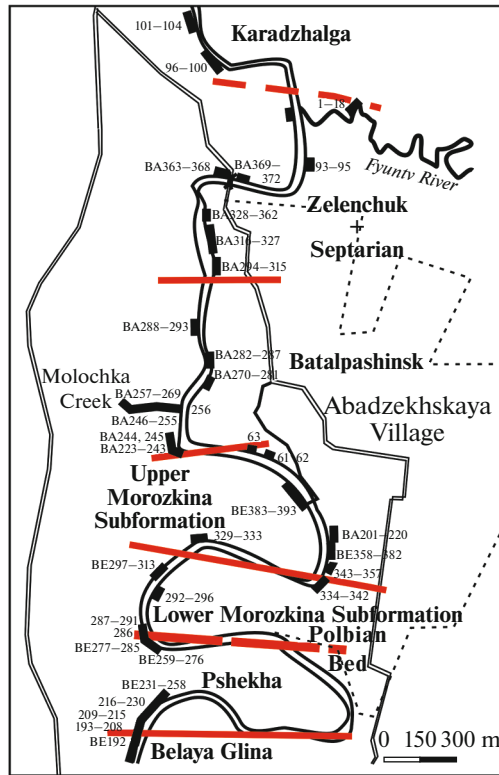 101–104
Karadzhalga
96–100
1–18
BA363–368
BA369–
372
93–95
Fyuntv River
BA328–362
Zelenchuk
+
Septarian
BA316–327
BA294–315
BA288–293
BA282–287
Batalpashinsk
BA270–281
Molochka
Creek
BA257–269
256
BA246–255
Abadzekhskaya
Village
BA244, 245
BA223–243
63
61
62
Upper
Morozkina
Subformation
BE383–393
329–333
BA201–220
BE358–382
BE297–313
343–357
334–342
292–296
Lower Morozkina Subformation
287–291
286
Polbian
Bed
BE277–285
BE259–276
BE231–258
Pshekha
216–230
209–215
193–208
BE192
Belaya Glina
0 150 300 m